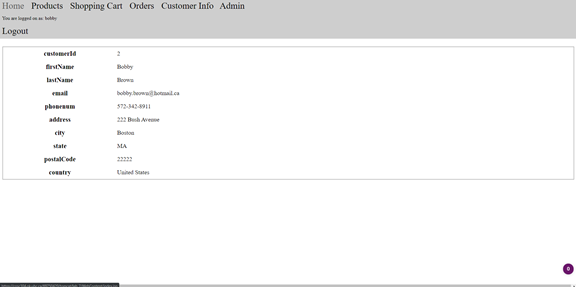 Home Products Shopping Cart Orders Customer Info Admin
You are logged on as: bobby
Logout
customerId 2
firstName Bobby
lastName Brown
email bobby.brown@hotmail.ca
phonenum 572-342-8911
address 222 Bush Avenue
city Boston
state MA
postalCode 22222
country United States
0